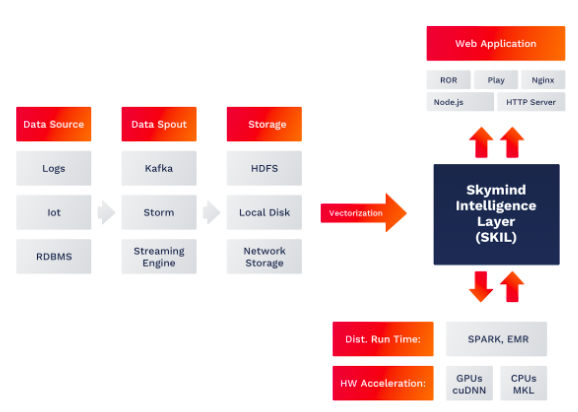 Web Application
ROR
Play
Nginx
Node.js
HTTP Server
Data Source
Data Spout
Storage
Logs
Kafka
HDFS
Iot
Storm
Local Disk
RDBMS
Streaming
Engine
Network
Storage
Vectorization
Skymind
Intelligence
Layer
(SKIL)
Dist. Run Time:
SPARK, EMR
HW Acceleration:
GPUs
cuDNN
CPUs
MKL